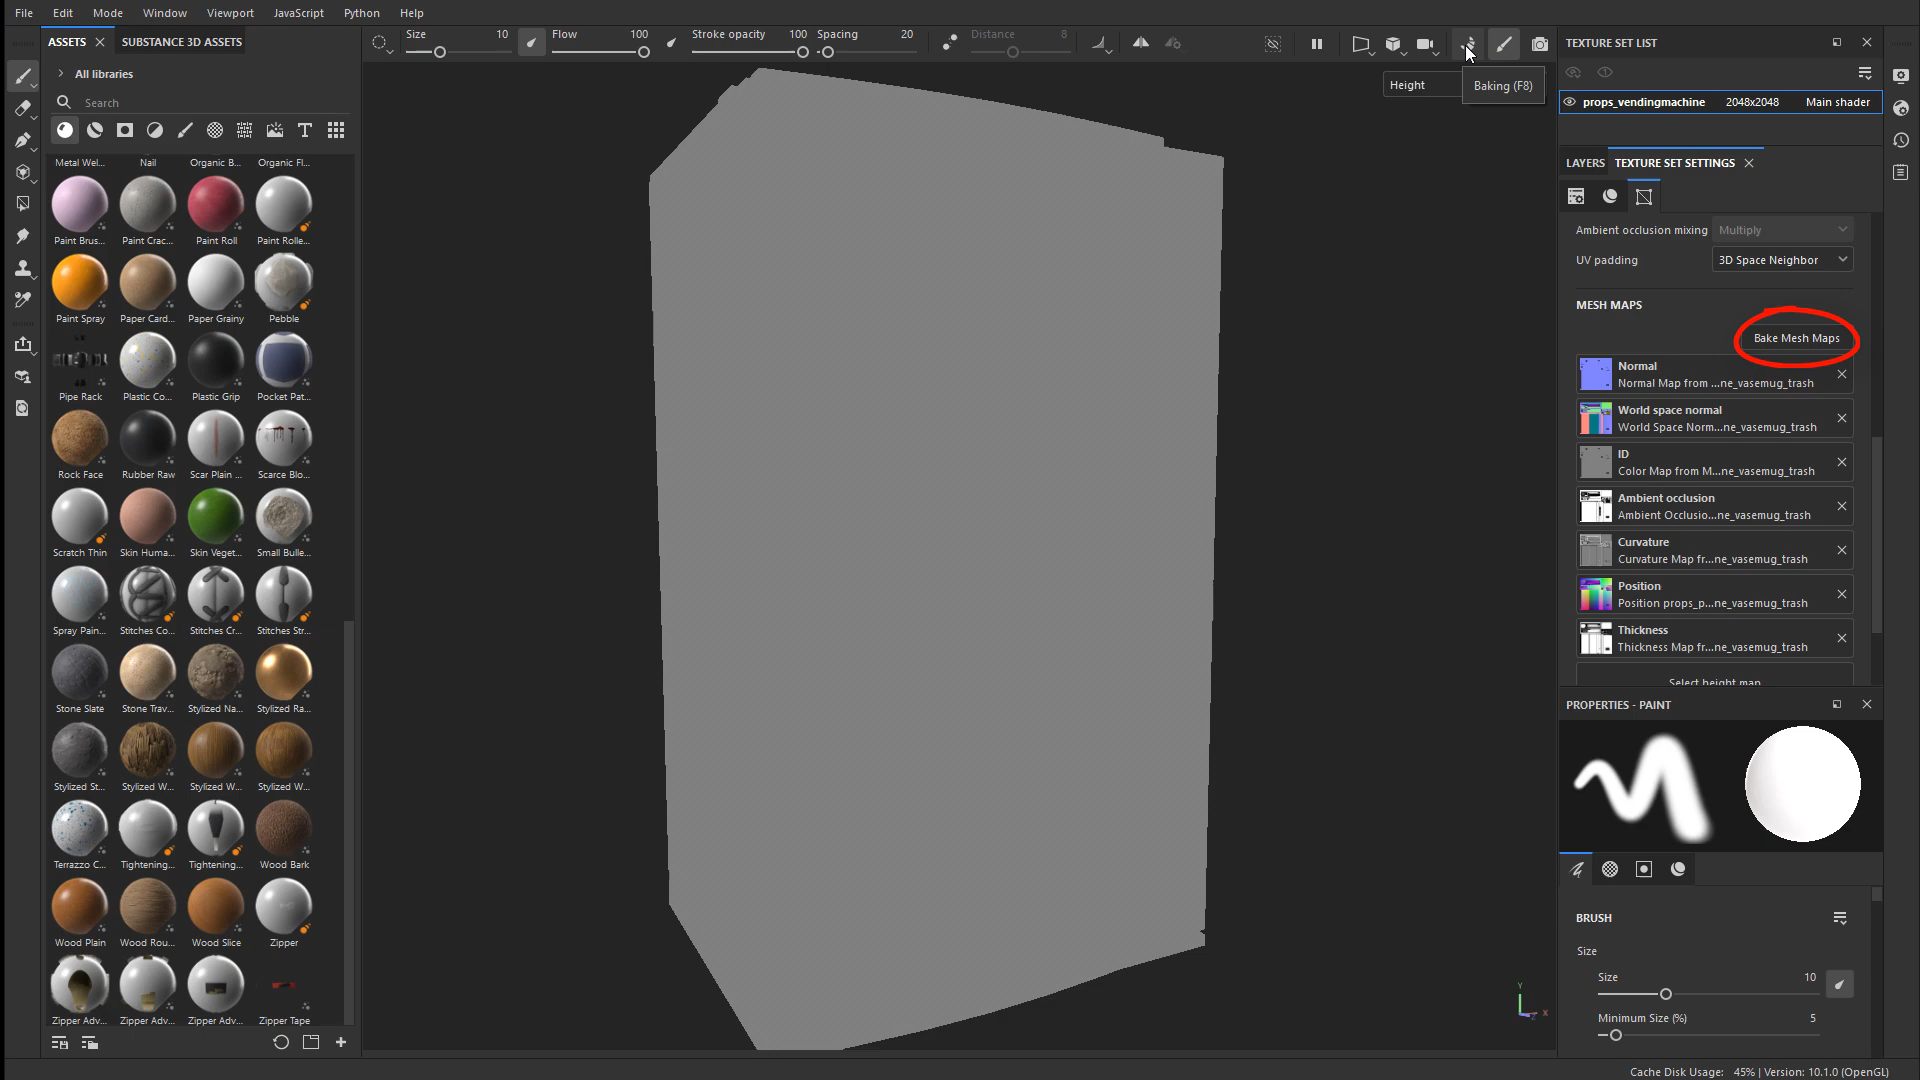 File Edit Mode Window Viewport JavaScript Python Help
ASSETS SUBSTANCE 3D ASSETS
Size 10 Flow 100 Stroke opacity 100 Spacing 20 Distance 8
TEXTURE SET LIST
All libraries
Search
Height
Baking (F8)
props_vendingmachine 2048x2048 Main shader
Metal Wel... Nail Organic B... Organic Fl...
Paint Brus... Paint Crac... Paint Roll Paint Rolle...
Paint Spray Paper Card... Paper Grainy Pebble
Pipe Rack Plastic Co... Plastic Grip Pocket Pat...
Rock Face Rubber Raw Scar Plain ... Scarce Blo...
Scratch Thin Skin Huma... Skin Veget... Small Bulle...
Spray Pain... Stitches Co... Stitches Cr... Stitches Str...
Stone Slate Stone Trav... Stylized Na... Stylized Ra...
Stylized St... Stylized W... Stylized W... Stylized W...
Terrazzo C... Tightening... Tightening... Wood Bark
Wood Plain Wood Rou... Wood Slice Zipper
Zipper Adv... Zipper Adv... Zipper Adv... Zipper Tape
LAYERS TEXTURE SET SETTINGS
Ambient occlusion mixing Multiply
UV padding 3D Space Neighbor
MESH MAPS
Bake Mesh Maps
Normal
Normal Map from ...ne_vasemug_trash
World space normal
World Space Norm...ne_vasemug_trash
ID
Color Map from M...ne_vasemug_trash
Ambient occlusion
Ambient Occlusio...ne_vasemug_trash
Curvature
Curvature Map fr...ne_vasemug_trash
Position
Position props_p...ne_vasemug_trash
Thickness
Thickness Map fr...ne_vasemug_trash
Select height map
PROPERTIES - PAINT
BRUSH
Size
Size 10
Minimum Size (%) 5
Y
Z X
Cache Disk Usage: 45% | Version: 10.1.0 (OpenGL)